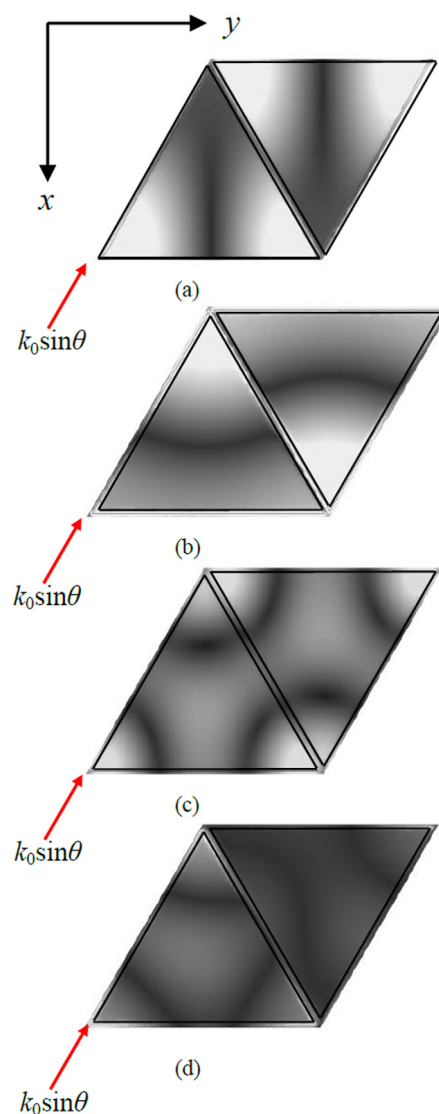 y
x
k₀sinθ
(a)
k₀sinθ
(b)
k₀sinθ
(c)
k₀sinθ
(d)